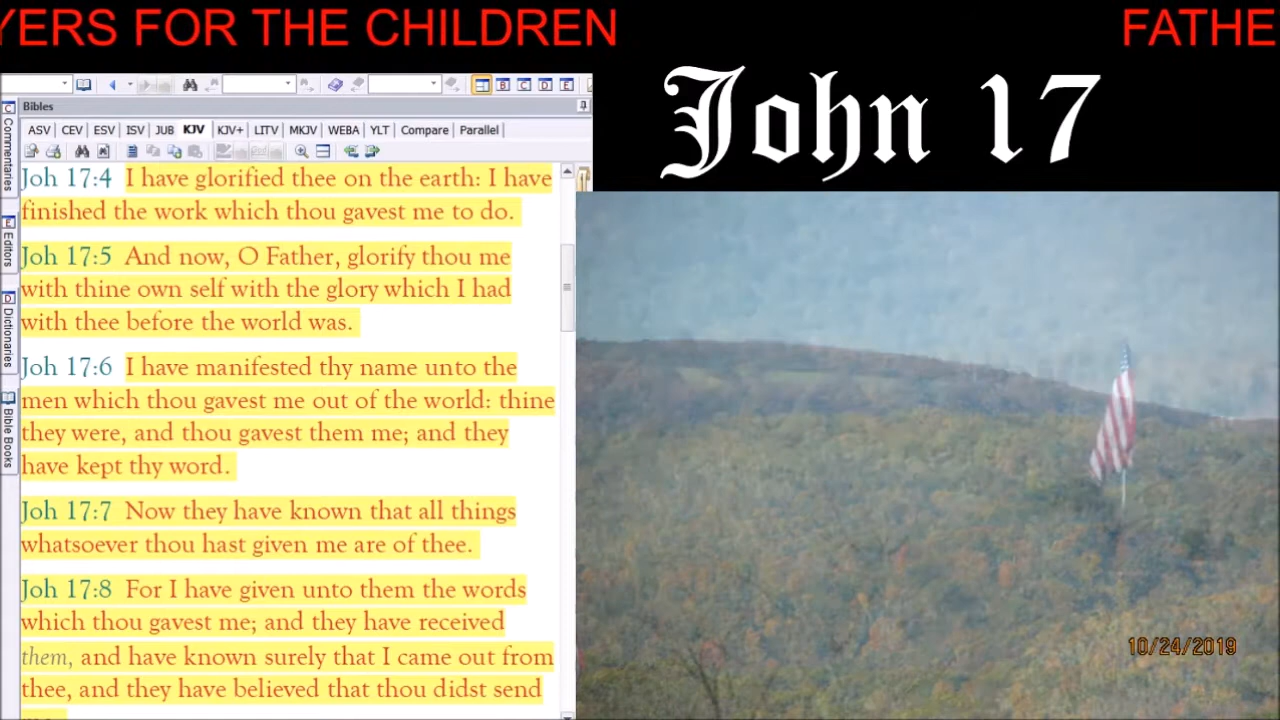 YERS FOR THE CHILDREN
FATHE
John 17
Bibles
ASV CEV ESV ISV JUB KJV KJV+ LITV MKJV WEBA YLT Compare Parallel
Commentaries
Editors
Dictionaries
Bible Books
Joh 17:4 I have glorified thee on the earth: I have
finished the work which thou gavest me to do.
Joh 17:5 And now, O Father, glorify thou me
with thine own self with the glory which I had
with thee before the world was.
Joh 17:6 I have manifested thy name unto the
men which thou gavest me out of the world: thine
they were, and thou gavest them me; and they
have kept thy word.
Joh 17:7 Now they have known that all things
whatsoever thou hast given me are of thee.
Joh 17:8 For I have given unto them the words
which thou gavest me; and they have received
them, and have known surely that I came out from
thee, and they have believed that thou didst send
10/24/2019